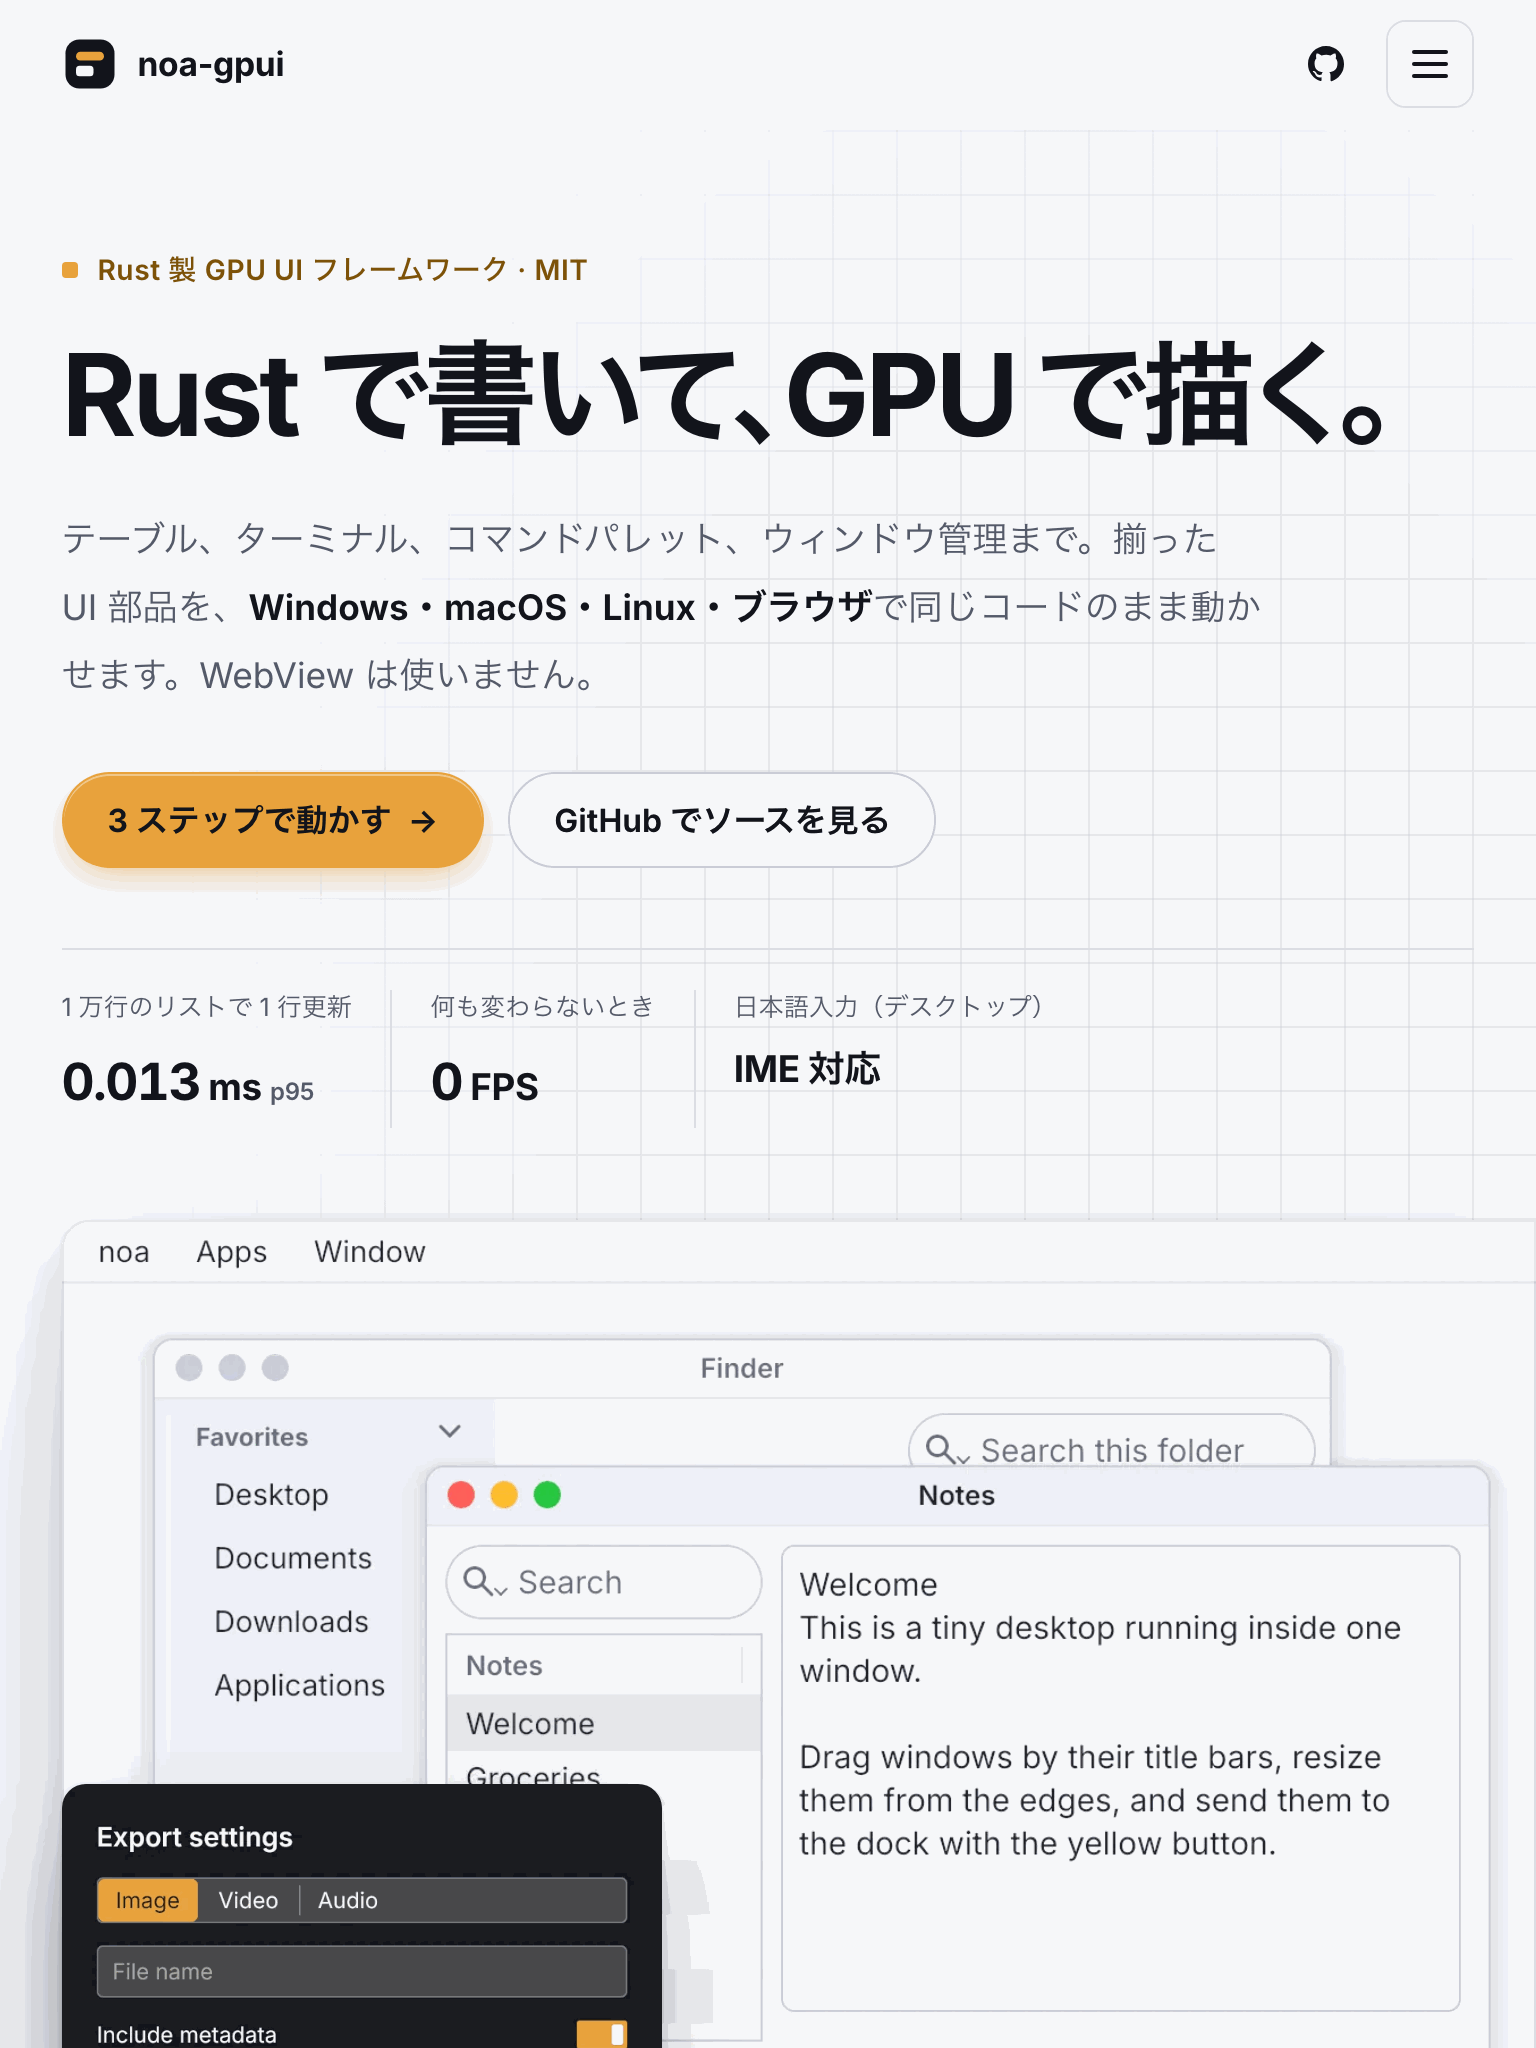 noa-gpui
Rust 製 GPU UI フレームワーク · MIT
Rust で書いて、GPU で描く。
テーブル、ターミナル、コマンドパレット、ウィンドウ管理まで。揃った
UI 部品を、Windows・macOS・Linux・ブラウザで同じコードのまま動か
せます。WebView は使いません。
3 ステップで動かす →
GitHub でソースを見る
1 万行のリストで 1 行更新
0.013 ms p95
何も変わらないとき
0 FPS
日本語入力（デスクトップ）
IME 対応
noa Apps Window
Finder
Favorites
Search this folder
Desktop
Documents
Downloads
Applications
Notes
Search
Notes
Welcome
Groceries
Welcome
This is a tiny desktop running inside one
window.
Drag windows by their title bars, resize
them from the edges, and send them to
the dock with the yellow button.
Export settings
Image Video Audio
File name
Include metadata